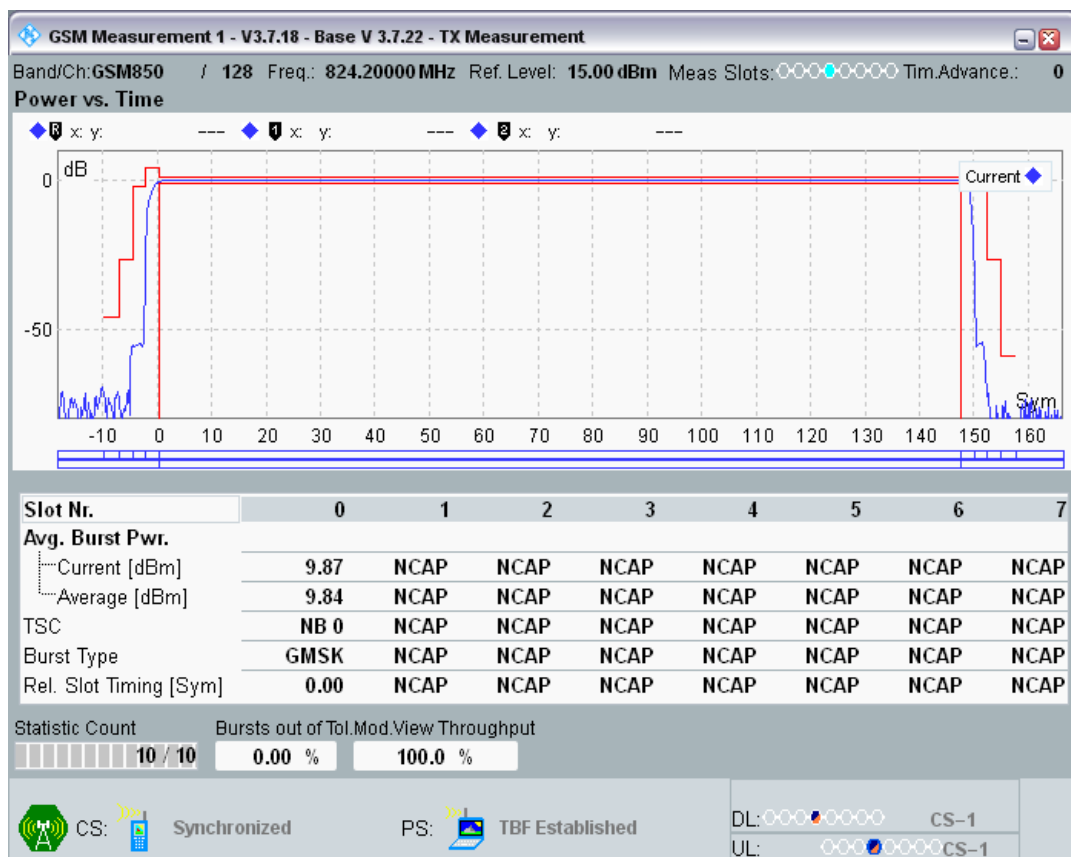 GSM Measurement 1 - V3.7.18 - Base V 3.7.22 - TX Measurement
Band/Ch:GSM850 / 128 Freq.: 824.20000 MHz Ref. Level: 15.00 dBm Meas Slots: Tim.Advance.: 0
Power vs. Time
R x: y: --- 1 x: y: --- 2 x: y: ---
dB
Current
0
-50
Sym
-10 0 10 20 30 40 50 60 70 80 90 100 110 120 130 140 150 160
Slot Nr. 0 1 2 3 4 5 6 7
Avg. Burst Pwr.
Current [dBm] 9.87 NCAP NCAP NCAP NCAP NCAP NCAP NCAP
Average [dBm] 9.84 NCAP NCAP NCAP NCAP NCAP NCAP NCAP
TSC NB 0 NCAP NCAP NCAP NCAP NCAP NCAP NCAP
Burst Type GMSK NCAP NCAP NCAP NCAP NCAP NCAP NCAP
Rel. Slot Timing [Sym] 0.00 NCAP NCAP NCAP NCAP NCAP NCAP NCAP
Statistic Count Bursts out of Tol.Mod.View Throughput
10 / 10 0.00 % 100.0 %
CS: Synchronized PS: TBF Established DL: CS-1
UL: CS-1